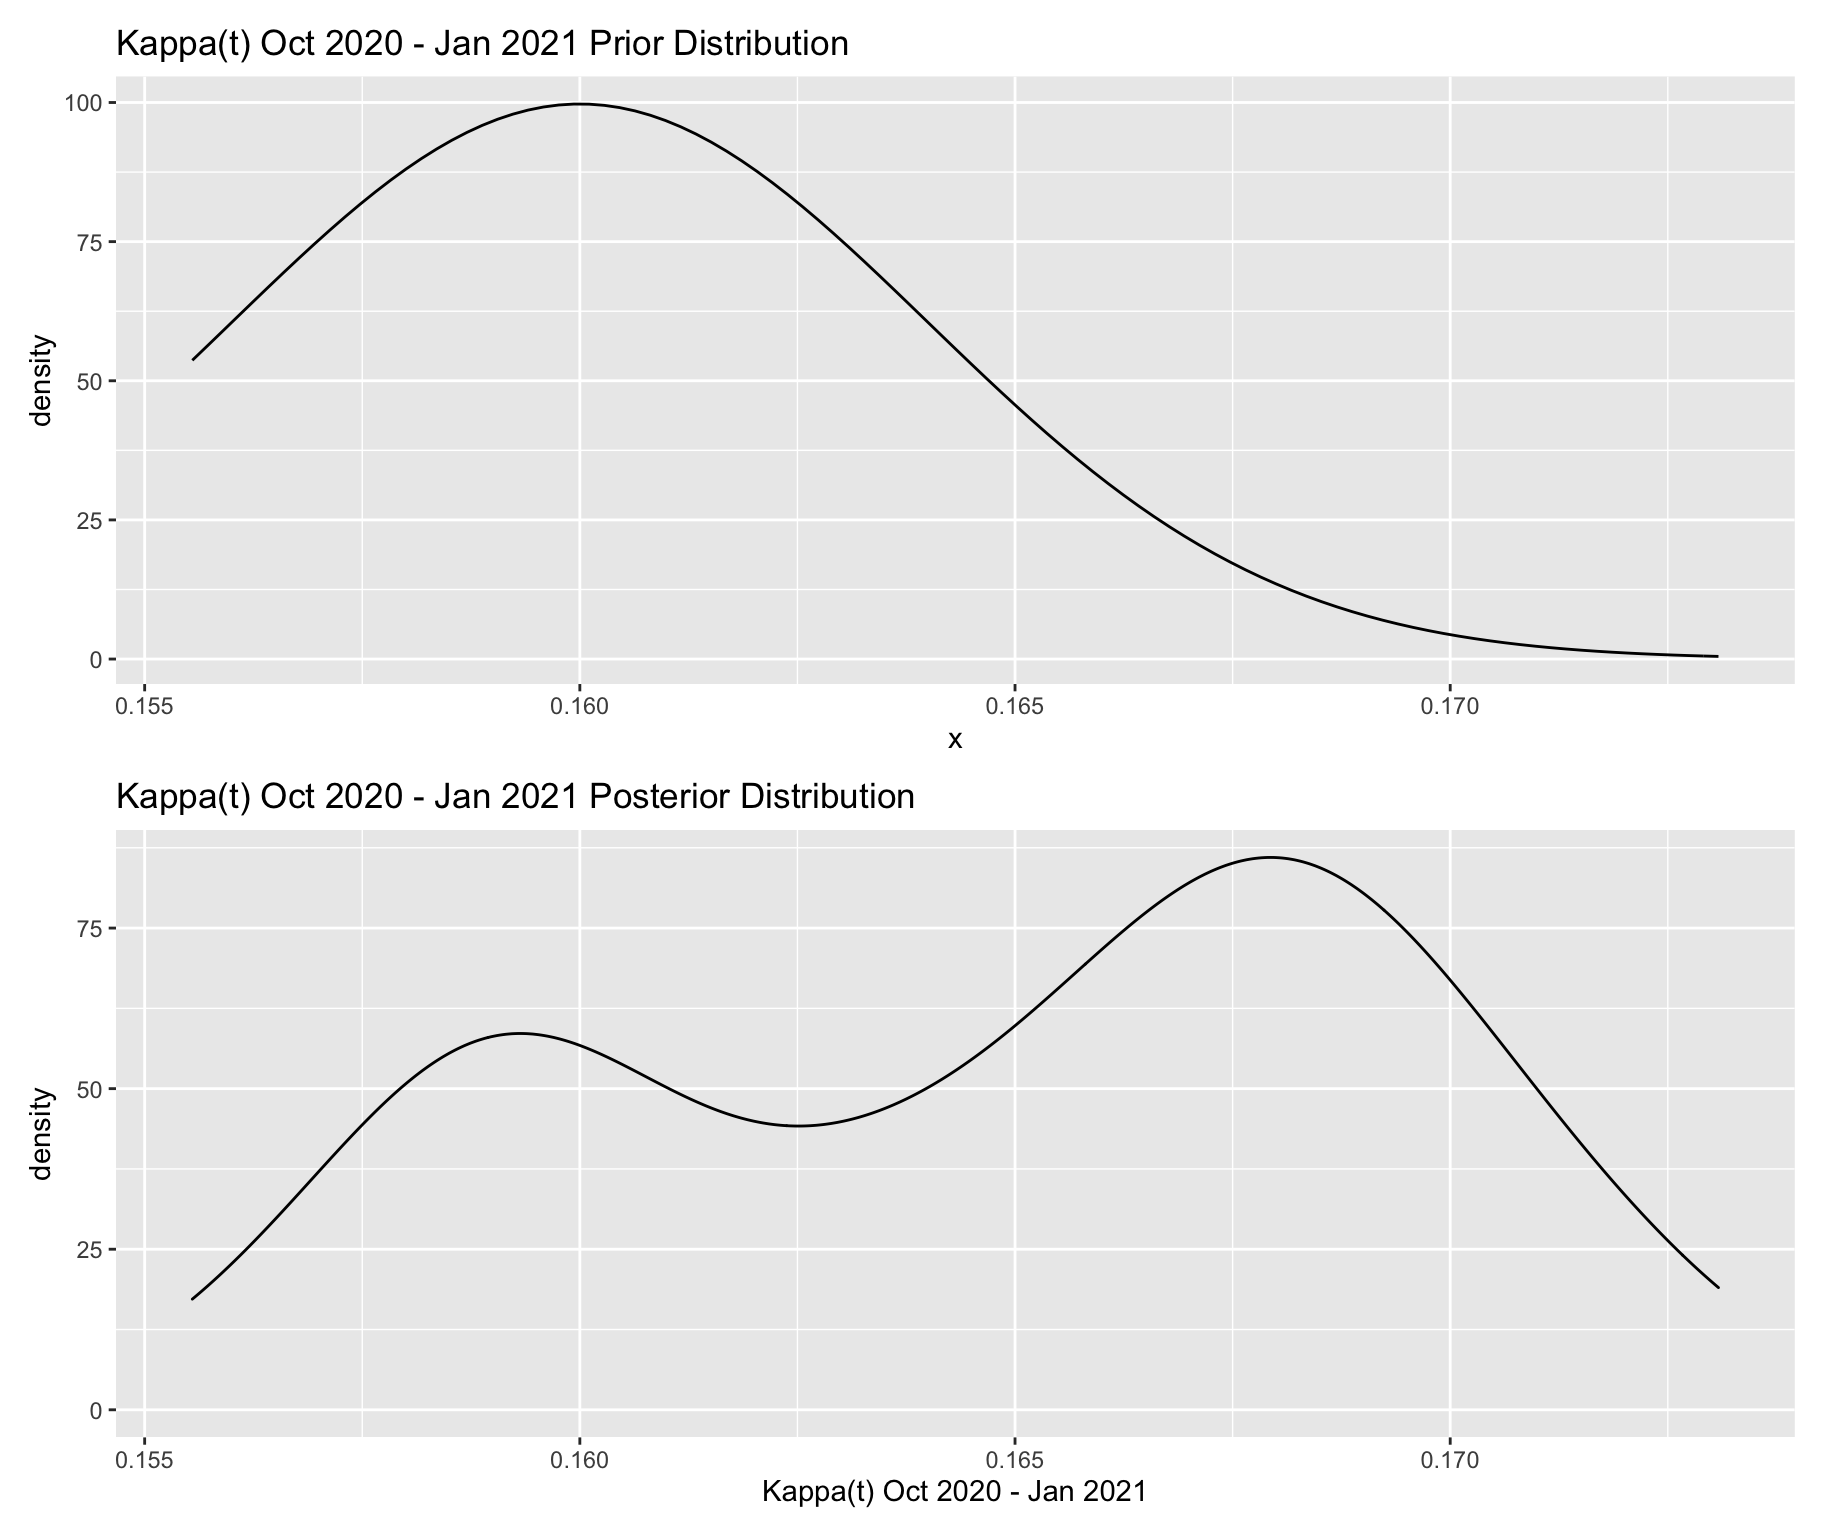 Kappa(t) Oct 2020 - Jan 2021 Prior Distribution
100
75
50
25
0
density
0.155 0.160 0.165 0.170
x
Kappa(t) Oct 2020 - Jan 2021 Posterior Distribution
75
50
25
0
density
0.155 0.160 0.165 0.170
Kappa(t) Oct 2020 - Jan 2021